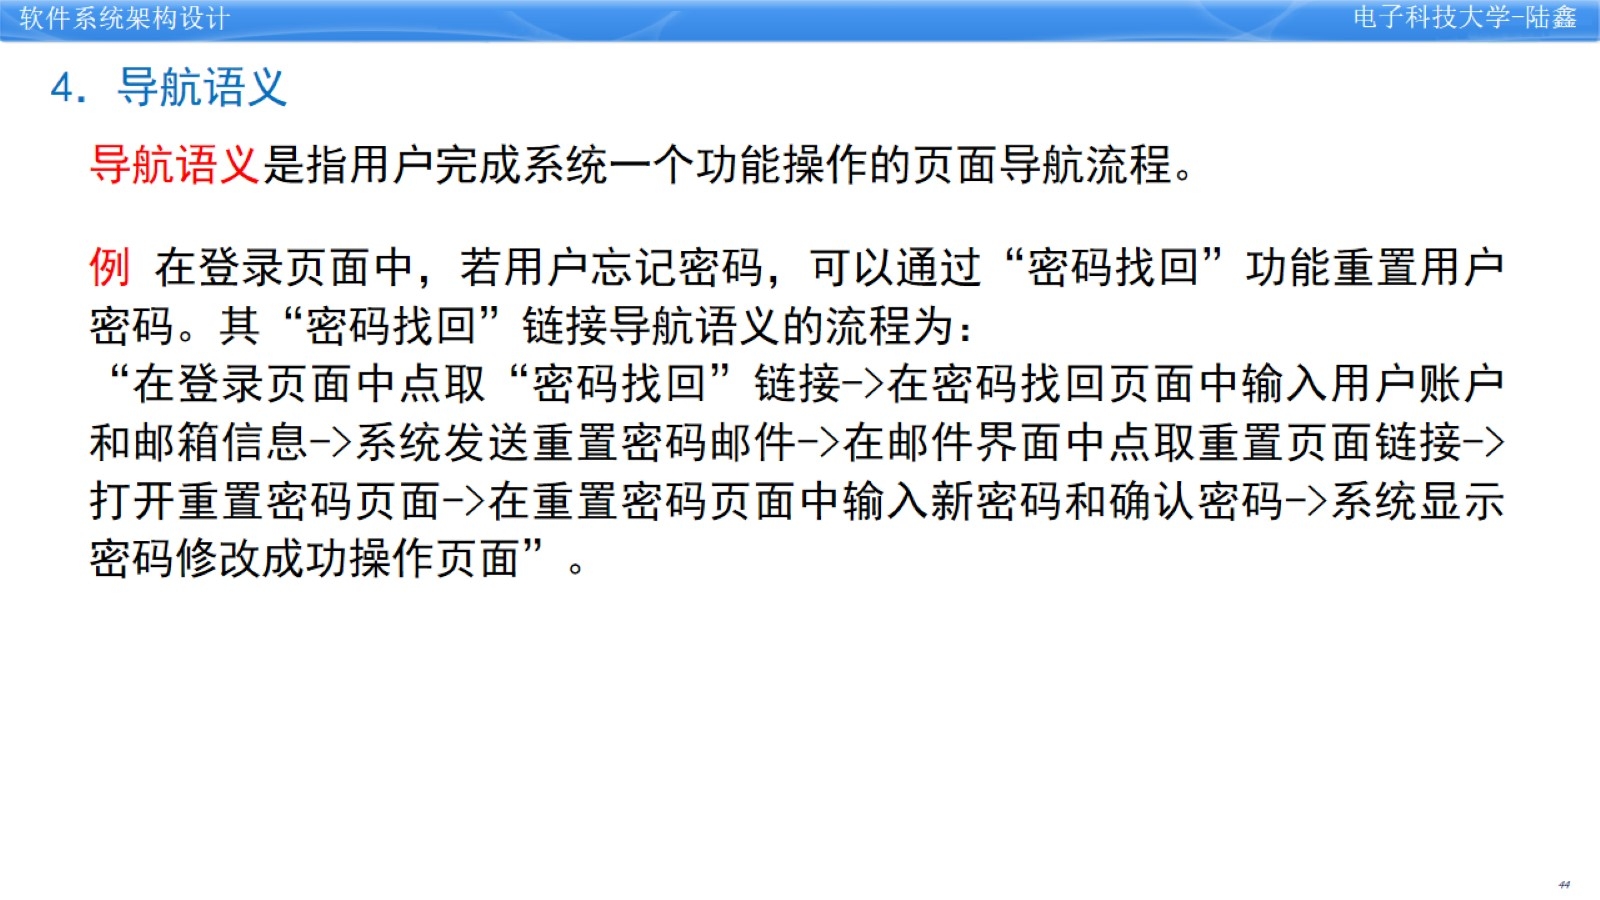 软件系统架构设计
电子科技大学-陆鑫
4. 导航语义
导航语义是指用户完成系统一个功能操作的页面导航流程。
例 在登录页面中，若用户忘记密码，可以通过“密码找回”功能重置用户
密码。其“密码找回”链接导航语义的流程为：
“在登录页面中点取“密码找回”链接->在密码找回页面中输入用户账户
和邮箱信息->系统发送重置密码邮件->在邮件界面中点取重置页面链接->
打开重置密码页面->在重置密码页面中输入新密码和确认密码->系统显示
密码修改成功操作页面”。
44